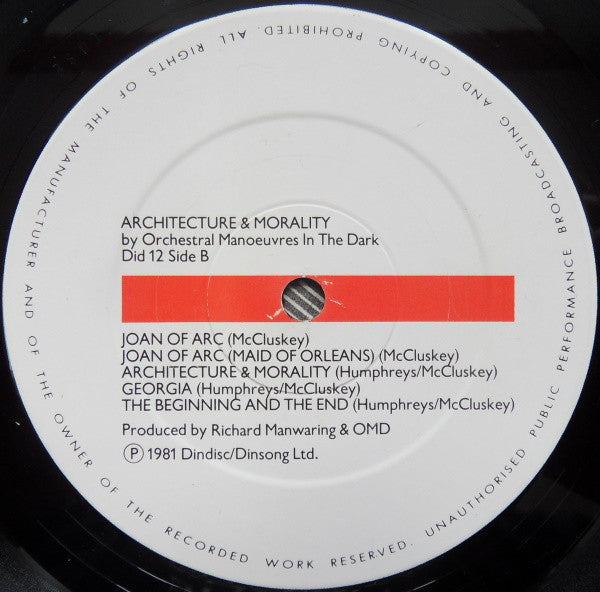 ARCHITECTURE & MORALITY
by Orchestral Manoeuvres In The Dark
Did 12 Side B
JOAN OF ARC (McCluskey)
JOAN OF ARC (MAID OF ORLEANS) (McCluskey)
ARCHITECTURE & MORALITY (Humphreys/McCluskey)
GEORGIA (Humphreys/McCluskey)
THE BEGINNING AND THE END (Humphreys/McCluskey)
Produced by Richard Manwaring & OMD
Ⓟ 1981 Dindisc/Dinsong Ltd.
ALL RIGHTS OF THE MANUFACTURER AND OF THE OWNER OF THE RECORDED WORK RESERVED. UNAUTHORISED PUBLIC PERFORMANCE BROADCASTING AND COPYING PROHIBITED.